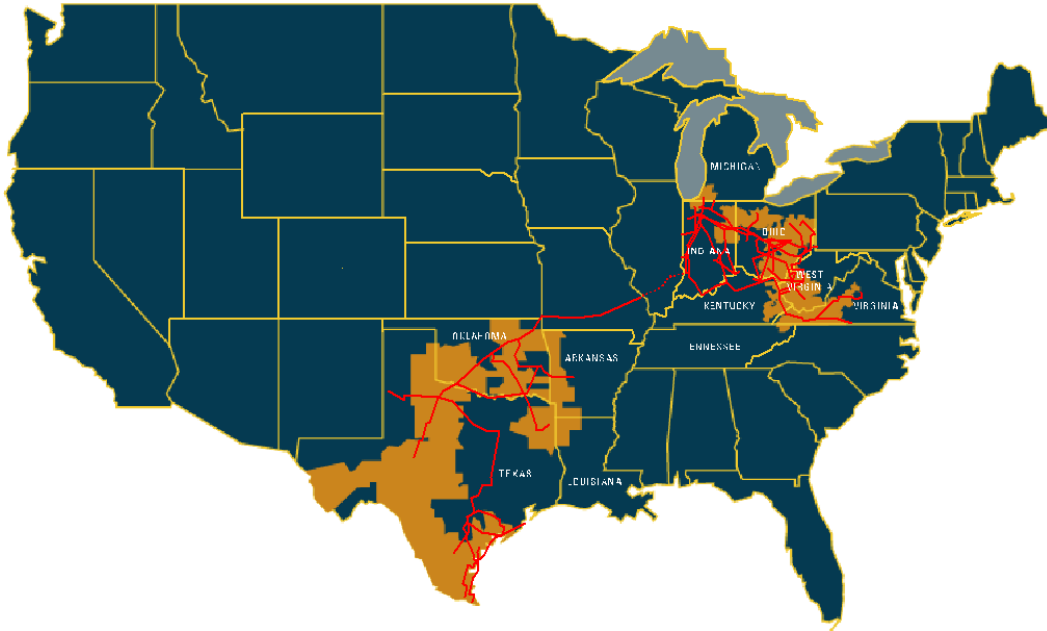 MICHIGAN
OHIO
INDIANA
WEST
VIRGINIA
KENTUCKY
VIRGINIA
OKLAHOMA
ENNESSEE
ARKANSAS
TEXAS
LOUISIANA